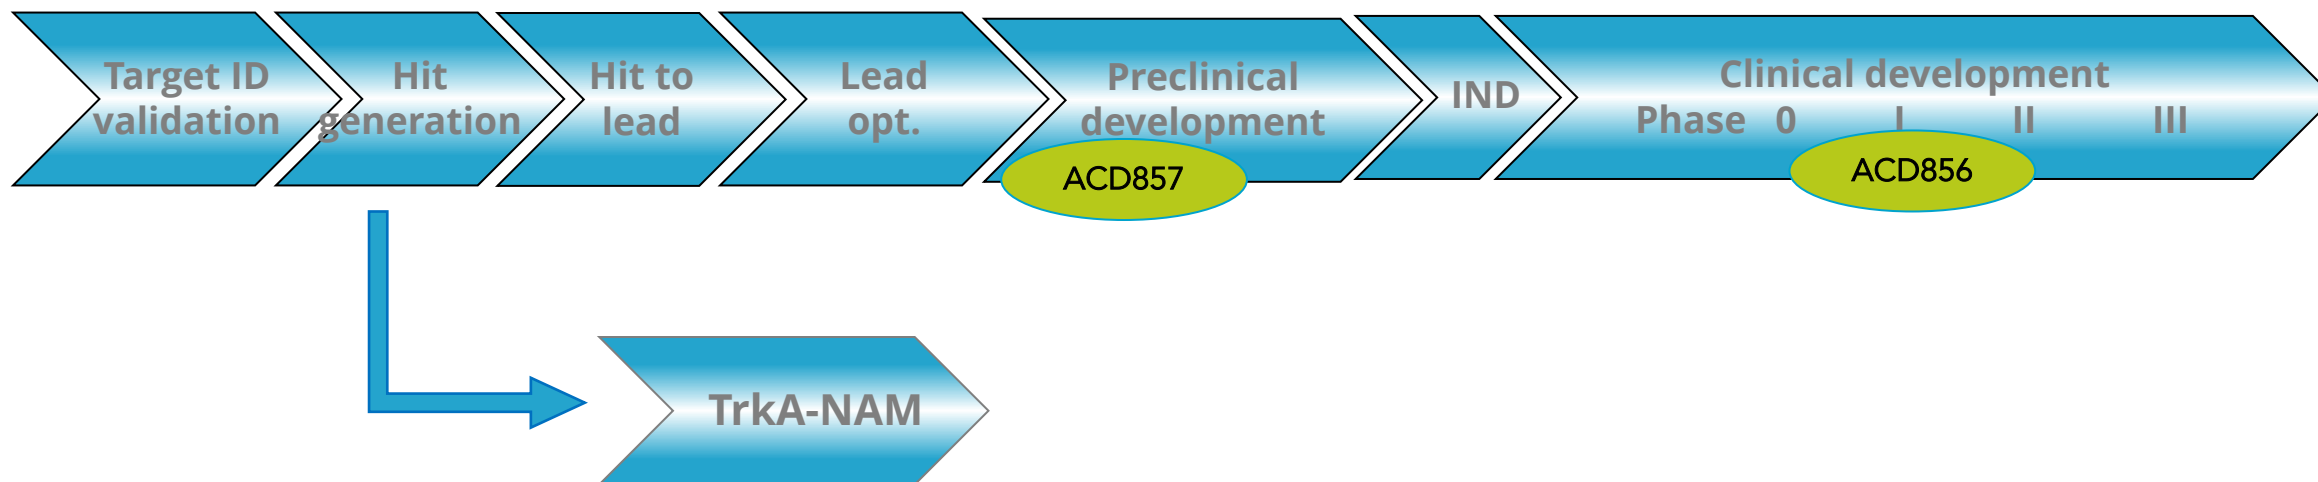 Target ID
validation
Hit
generation
Hit to
lead
Lead
opt.
Preclinical
development
IND
Clinical development
Phase 0 I II III
ACD857
ACD856
TrkA-NAM